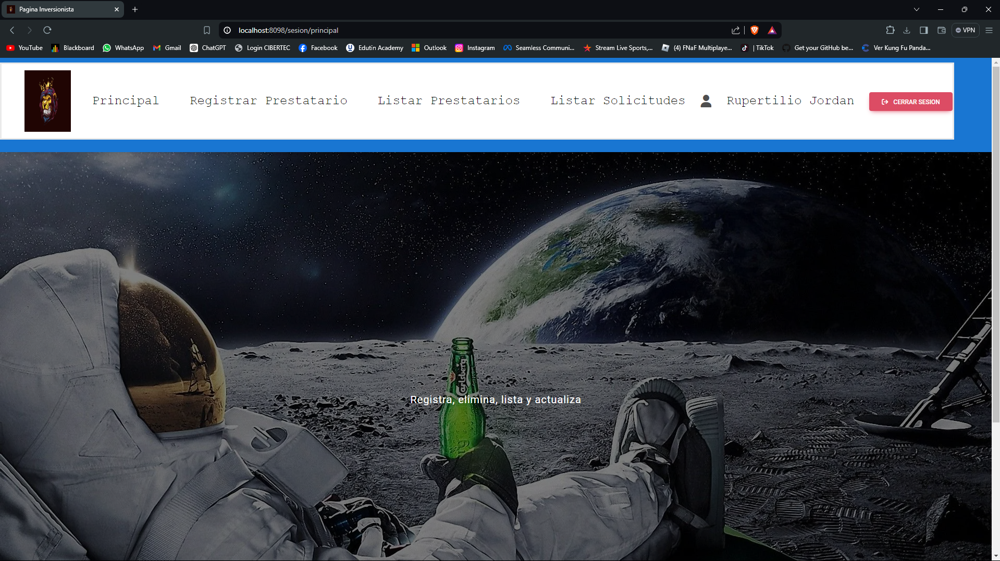 Pagina Inversionista
localhost:8098/sesion/principal
VPN
YouTube Blackboard WhatsApp Gmail ChatGPT Login CIBERTEC Facebook Edutin Academy Outlook Instagram Seamless Communi... Stream Live Sports,... (4) FNaF Multiplaye... | TikTok Get your GitHub be... Ver Kung Fu Panda...
Principal Registrar Prestatario Listar Prestatarios Listar Solicitudes Rupertilio Jordan CERRAR SESION
Carlsberg
Registra, elimina, lista y actualiza